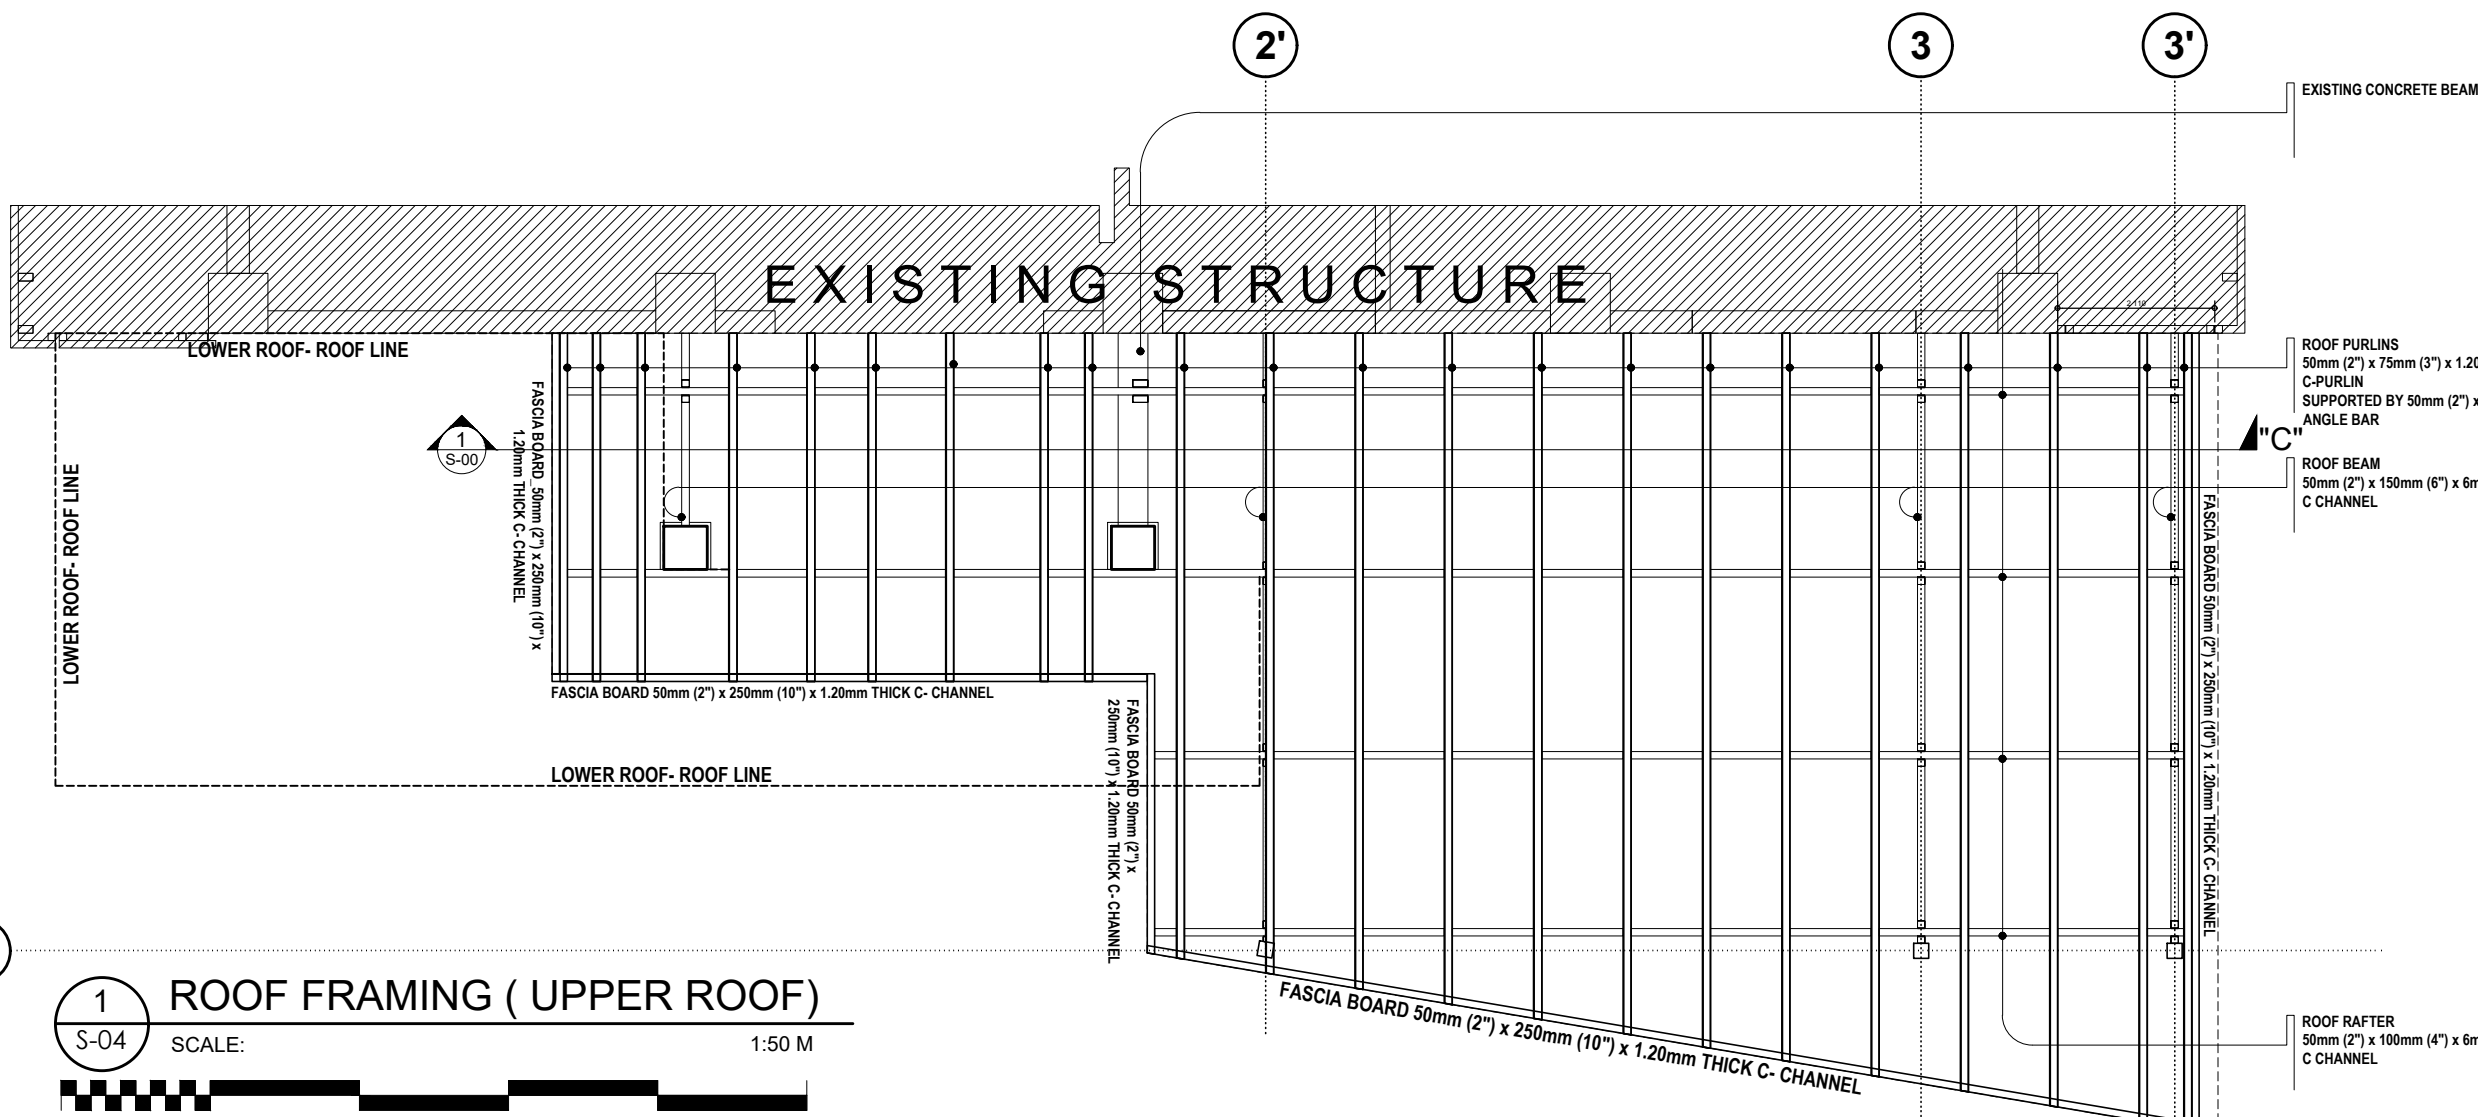 2'
3
3'
EXISTING CONCRETE BEAM
EXISTING STRUCTURE
2 110
LOWER ROOF- ROOF LINE
ROOF PURLINS
50mm (2") x 75mm (3") x 1.20
C-PURLIN
SUPPORTED BY 50mm (2") x
ANGLE BAR
"C"
1
S-00
ROOF BEAM
50mm (2") x 150mm (6") x 6m
C CHANNEL
LOWER ROOF- ROOF LINE
FASCIA BOARD 50mm (2") x 250mm (10") x
1.20mm THICK C- CHANNEL
FASCIA BOARD 50mm (2") x 250mm (10") x 1.20mm THICK C- CHANNEL
FASCIA BOARD 50mm (2") x 250mm (10") x 1.20mm THICK C- CHANNEL
FASCIA BOARD 50mm (2") x
250mm (10") x 1.20mm THICK C- CHANNEL
LOWER ROOF- ROOF LINE
FASCIA BOARD 50mm (2") x 250mm (10") x 1.20mm THICK C- CHANNEL
1
S-04
ROOF FRAMING ( UPPER ROOF)
SCALE:
1:50 M
ROOF RAFTER
50mm (2") x 100mm (4") x 6m
C CHANNEL